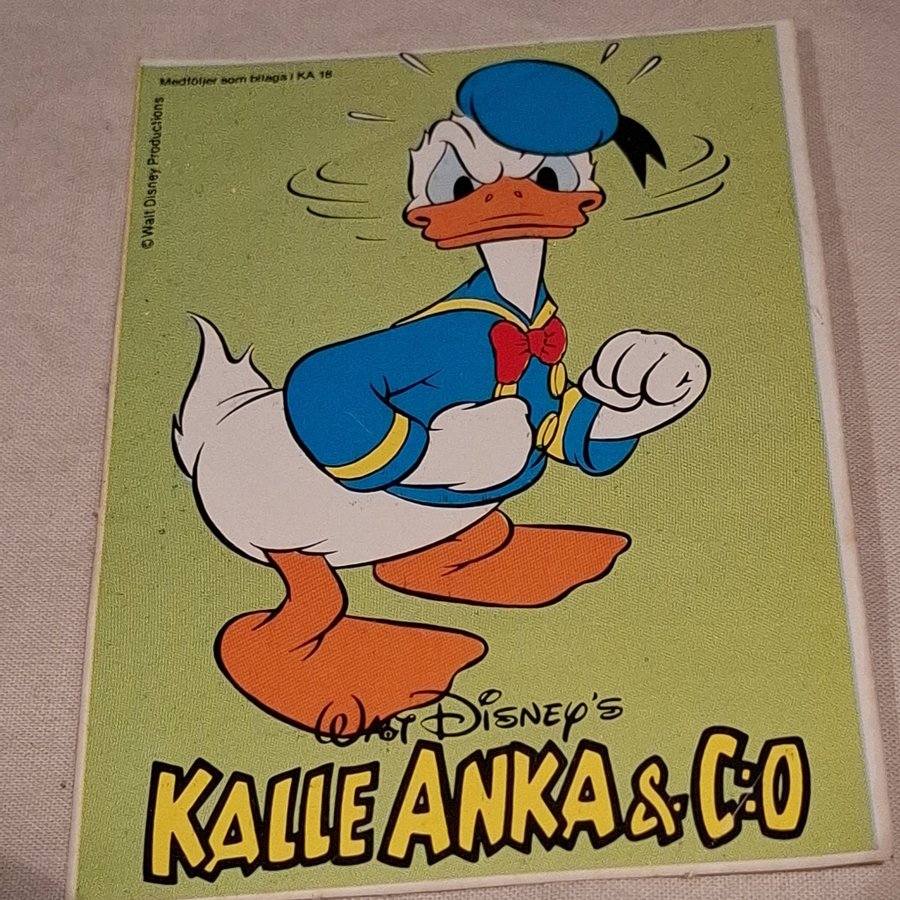 Medföljer som bilaga i KA 18
© Walt Disney Productions
Walt Disney's
KALLE ANKA & C:O